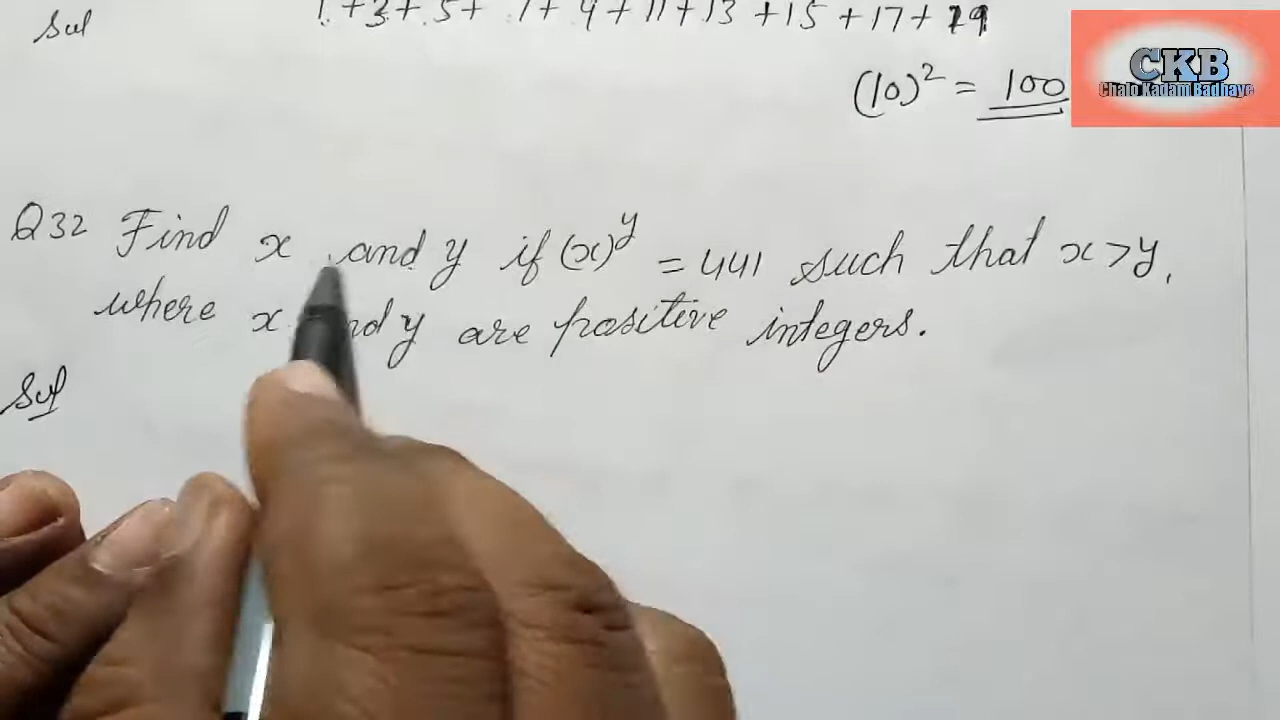 Sol 1+3+5+7+9+11+13+15+17+19
(10)² = 100
CKB
Chalo Kadam Badhaye
Q32 Find x and y if (x)^y = 441 such that x>y,
where x and y are positive integers.
Sol